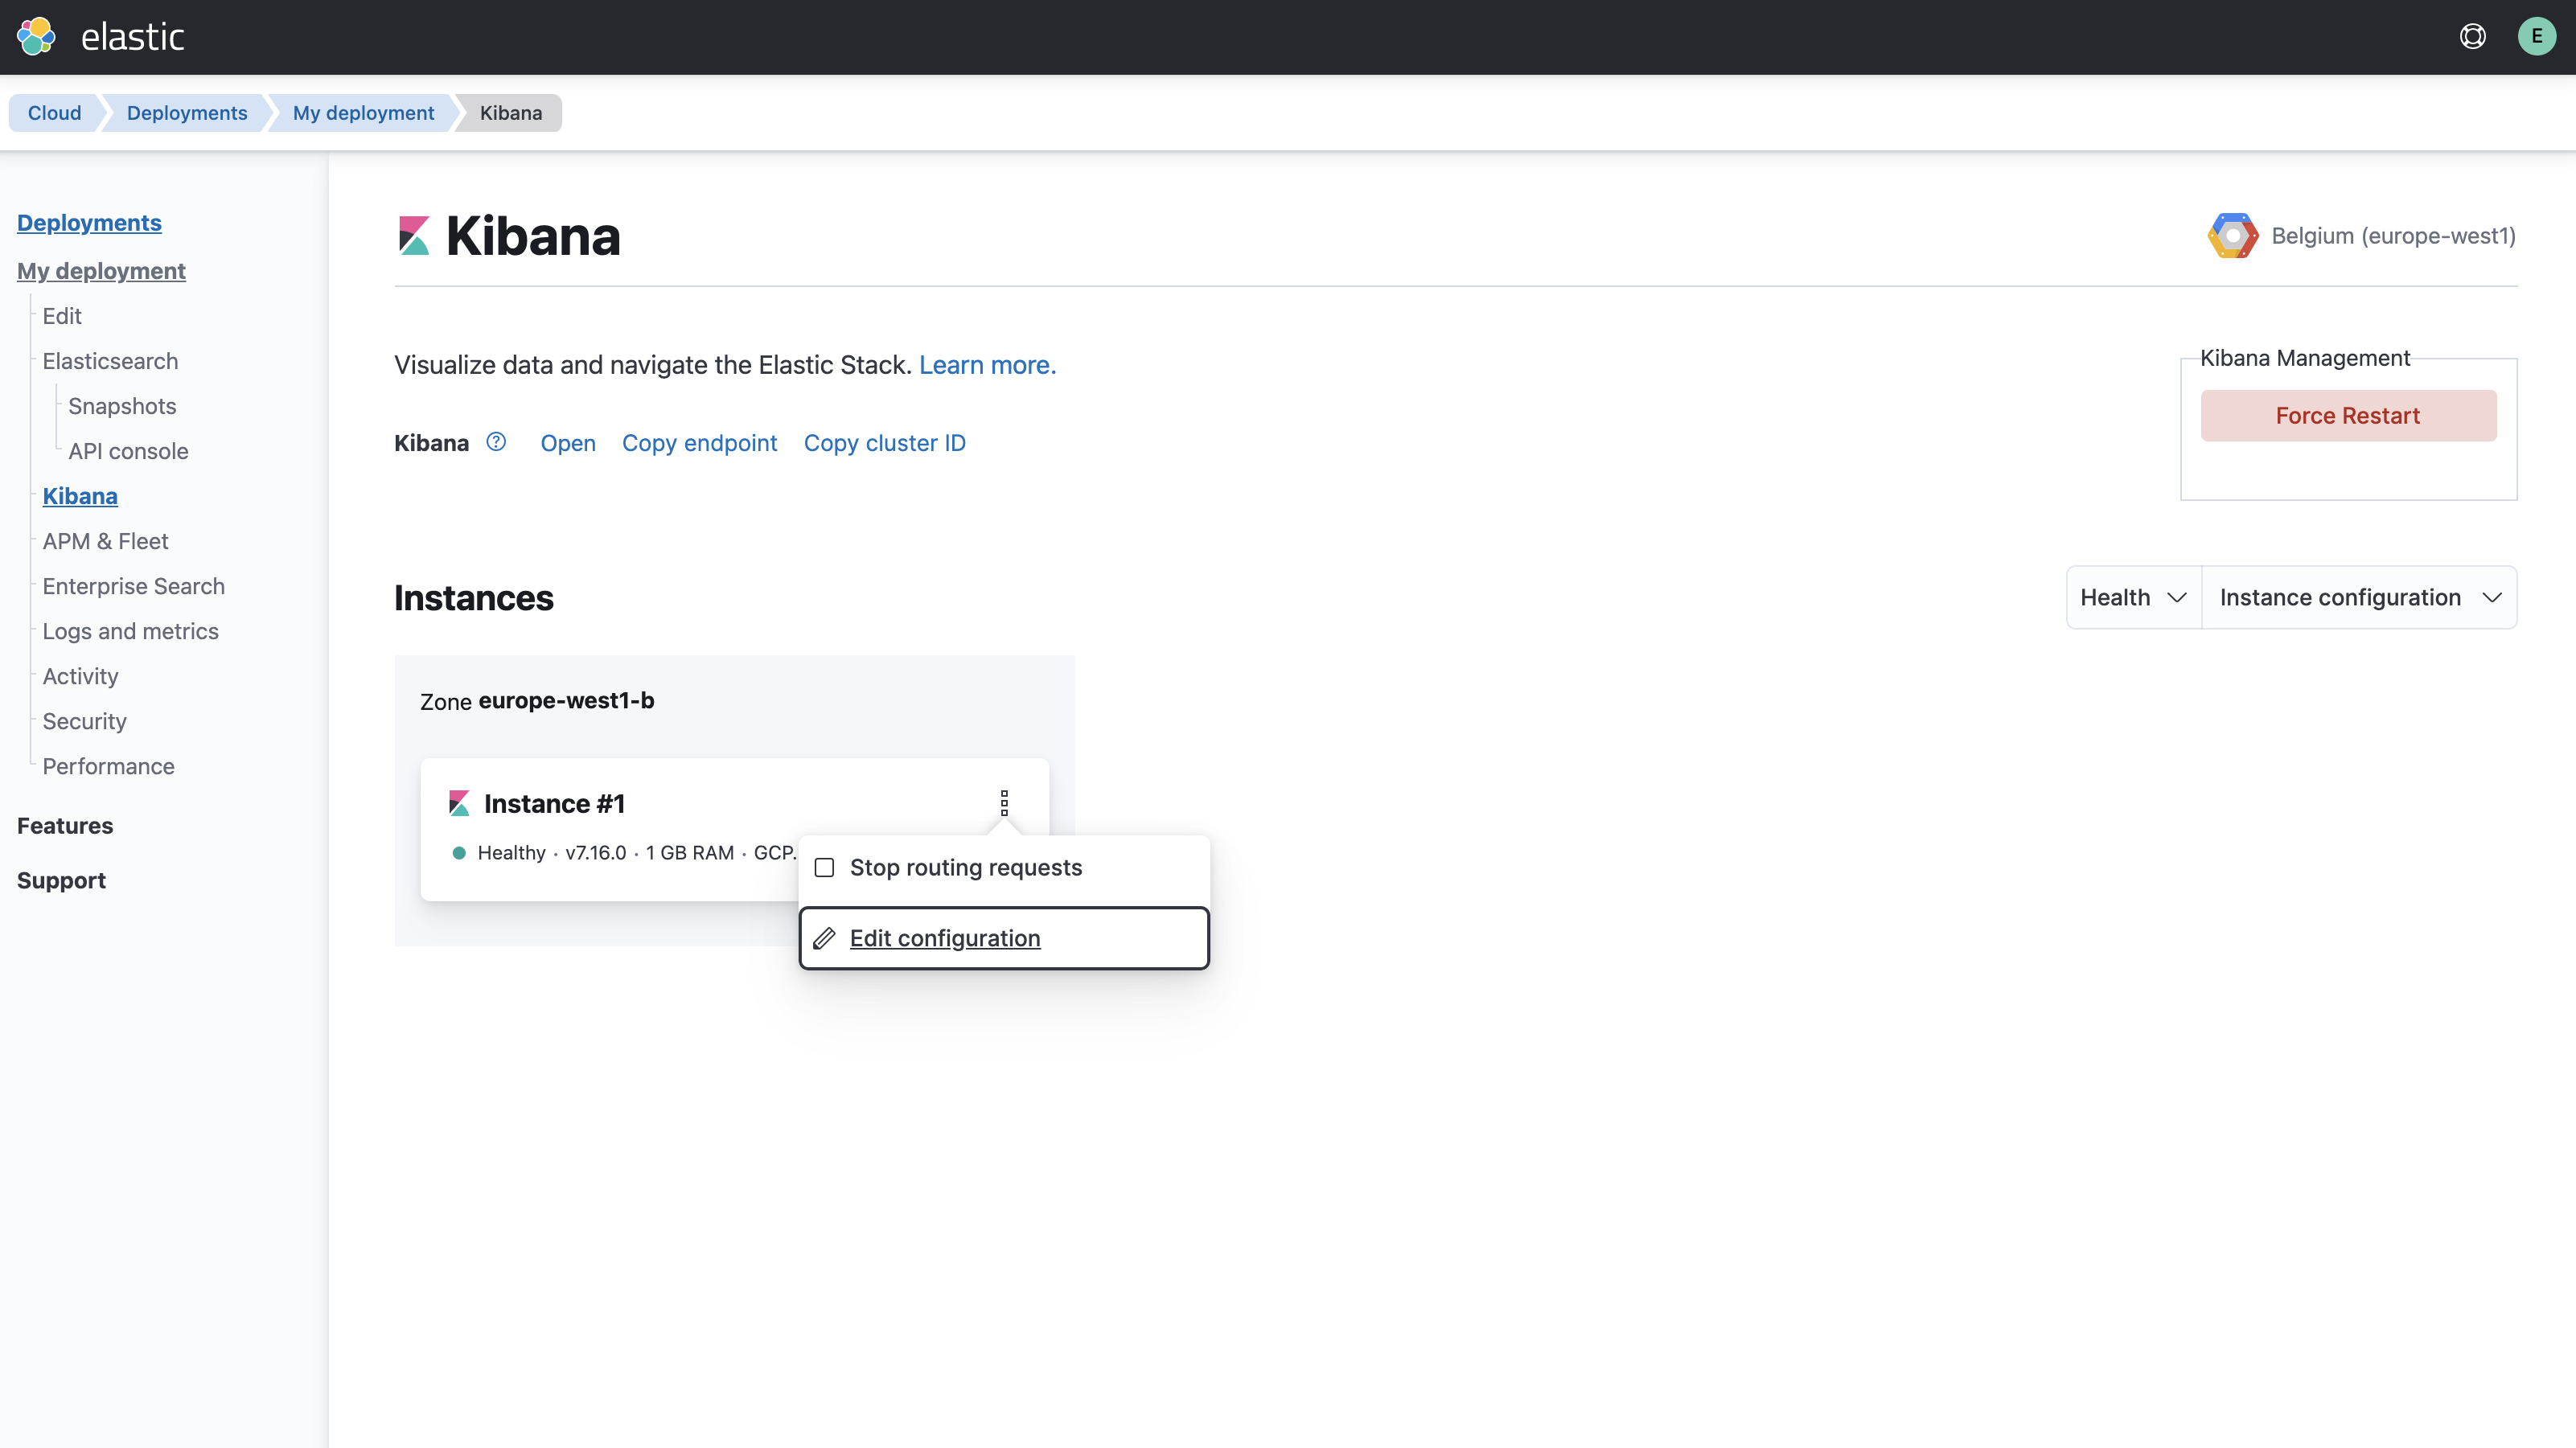 elastic
E
Cloud
Deployments
My deployment
Kibana
Deployments
My deployment
Edit
Elasticsearch
Snapshots
API console
Kibana
APM & Fleet
Enterprise Search
Logs and metrics
Activity
Security
Performance
Features
Support
Kibana
Belgium (europe-west1)
Visualize data and navigate the Elastic Stack. Learn more.
Kibana Open Copy endpoint Copy cluster ID
Kibana Management
Force Restart
Instances
Health
Instance configuration
Zone europe-west1-b
Instance #1
Healthy · v7.16.0 · 1 GB RAM · GCP.
Stop routing requests
Edit configuration